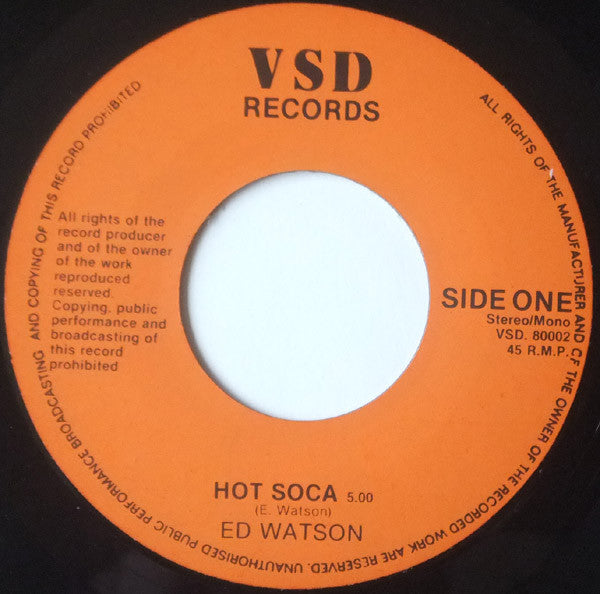 VSD
RECORDS
ALL RIGHTS OF THE MANUFACTURER AND CF THE OWNER OF THE RECORDED WORK ARE RESERVED. UNAUTHORISED PUBLIC PERFORMANCE BROADCASTING AND COPYING OF THIS RECORD PROHIBITED
All rights of the
record producer
and of the owner
of the work
reproduced
reserved.
Copying, public
performance and
broadcasting of
this record
prohibited
SIDE ONE
Stereo/Mono
VSD. 80002
45 R.M.P.
HOT SOCA 5.00
(E. Watson)
ED WATSON